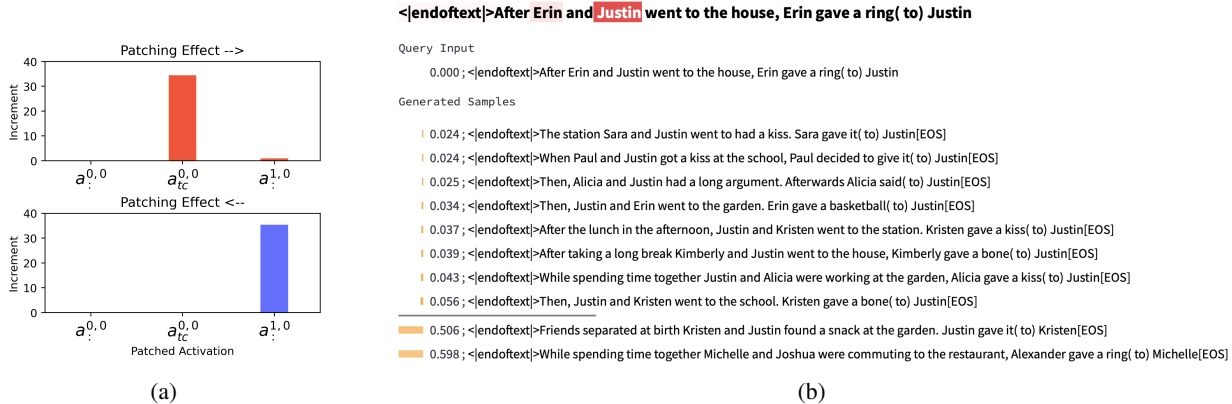 Patching Effect -->
Increment
40
30
20
10
0
a:^{0,0}
a_{tc}^{0,0}
a:^{1,0}
Patching Effect <--
Increment
40
30
20
10
0
a:^{0,0}
a_{tc}^{0,0}
a:^{1,0}
Patched Activation
(a)
<|endoftext|>After Erin and Justin went to the house, Erin gave a ring( to) Justin
Query Input
0.000 ; <|endoftext|>After Erin and Justin went to the house, Erin gave a ring( to) Justin
Generated Samples
0.024 ; <|endoftext|>The station Sara and Justin went to had a kiss. Sara gave it( to) Justin[EOS]
0.024 ; <|endoftext|>When Paul and Justin got a kiss at the school, Paul decided to give it( to) Justin[EOS]
0.025 ; <|endoftext|>Then, Alicia and Justin had a long argument. Afterwards Alicia said( to) Justin[EOS]
0.034 ; <|endoftext|>Then, Justin and Erin went to the garden. Erin gave a basketball( to) Justin[EOS]
0.037 ; <|endoftext|>After the lunch in the afternoon, Justin and Kristen went to the station. Kristen gave a kiss( to) Justin[EOS]
0.039 ; <|endoftext|>After taking a long break Kimberly and Justin went to the house, Kimberly gave a bone( to) Justin[EOS]
0.043 ; <|endoftext|>While spending time together Justin and Alicia were working at the garden, Alicia gave a kiss( to) Justin[EOS]
0.056 ; <|endoftext|>Then, Justin and Kristen went to the school. Kristen gave a bone( to) Justin[EOS]
0.506 ; <|endoftext|>Friends separated at birth Kristen and Justin found a snack at the garden. Justin gave it( to) Kristen[EOS]
0.598 ; <|endoftext|>While spending time together Michelle and Joshua were commuting to the restaurant, Alexander gave a ring( to) Michelle[EOS]
(b)